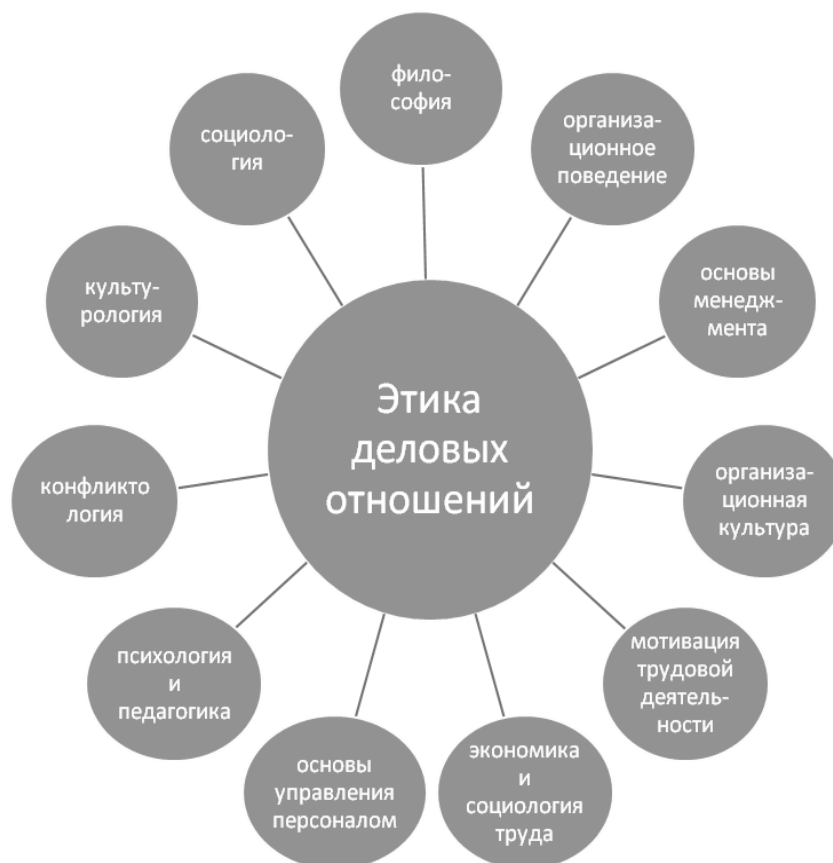 фило-
софия
организа-
ционное
поведение
основы
менедж-
мента
организа-
ционная
культура
мотивация
трудовой
деятель-
ности
экономика
и
социология
труда
основы
управления
персоналом
психология
и
педагогика
конфликто
логия
культу-
рология
социоло-
гия
Этика
деловых
отношений